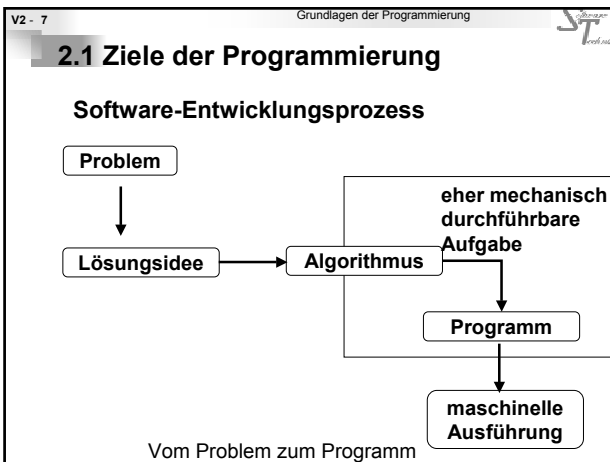 V2 - 7
Grundlagen der Programmierung
Software
2.1 Ziele der Programmierung
Software-Entwicklungsprozess
Problem
eher mechanisch
durchführbare
Aufgabe
Lösungsidee
Algorithmus
Programm
maschinelle
Ausführung
Vom Problem zum Programm